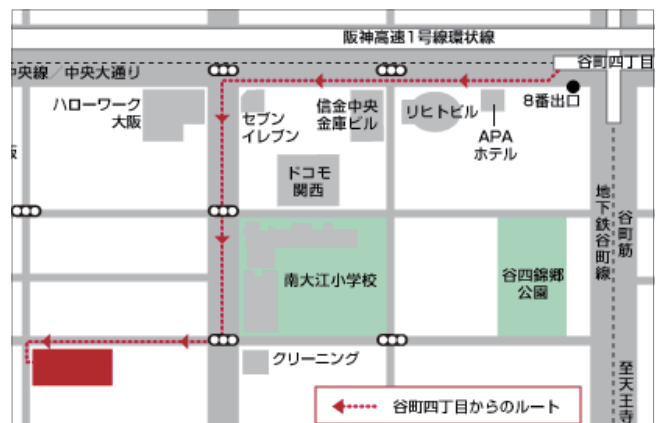 阪神高速1号線環状線
谷町四丁目
中央線／中央大通り
8番出口
ハローワーク
大阪
セブン
イレブン
信金中央
金庫ビル
リヒトビル
APA
ホテル
ドコモ
関西
地下鉄谷町線
谷町筋
南大江小学校
谷四錦郷
公園
クリーニング
至天王寺
谷町四丁目からのルート